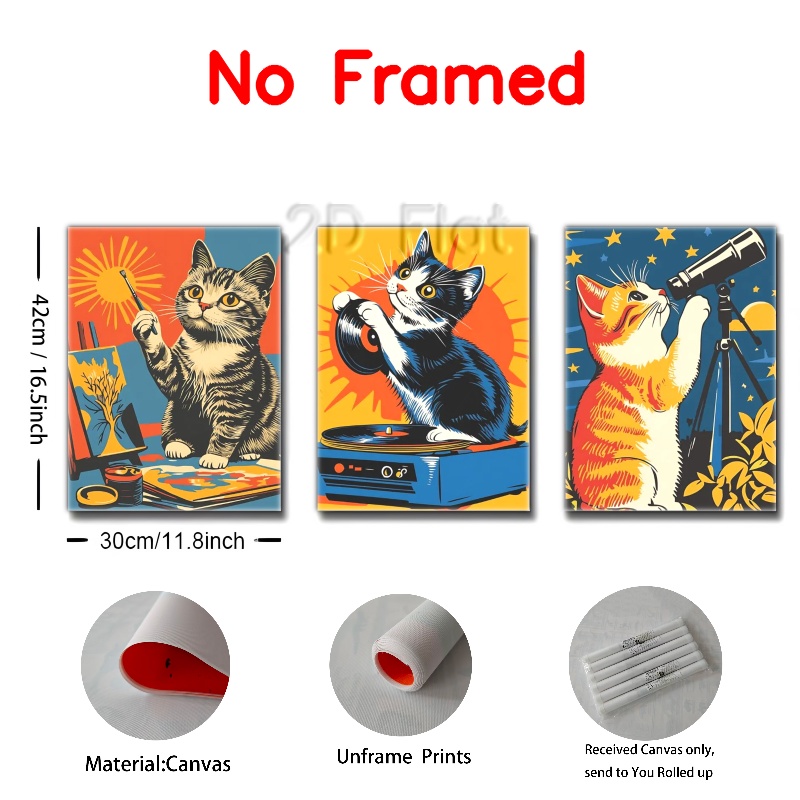 No Framed
2D Flat
42cm / 16.5inch
30cm/11.8inch
Material:Canvas
Unframe Prints
Received Canvas only,
send to You Rolled up